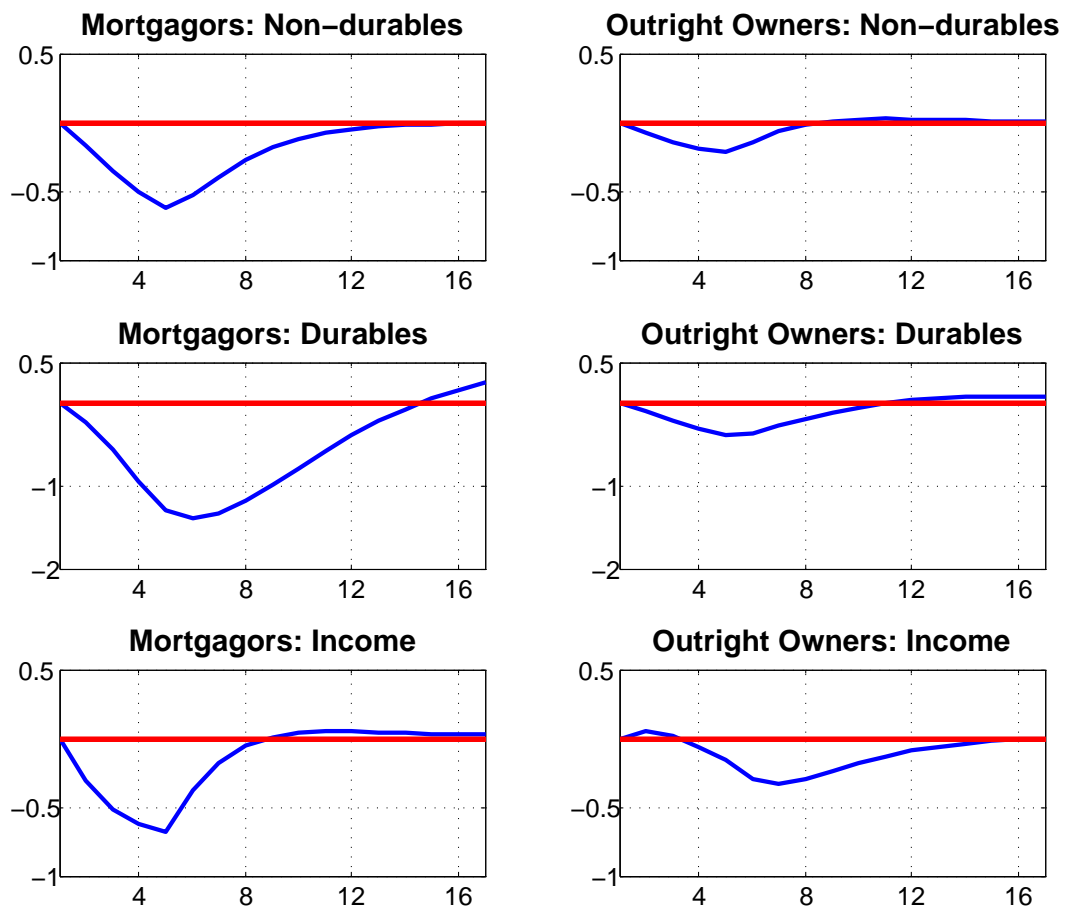 Mortgagors: Non−durables
Outright Owners: Non−durables
0.5
−0.5
−1
4 8 12 16
0.5
−0.5
−1
4 8 12 16
Mortgagors: Durables
Outright Owners: Durables
0.5
−1
−2
4 8 12 16
0.5
−1
−2
4 8 12 16
Mortgagors: Income
Outright Owners: Income
0.5
−0.5
−1
4 8 12 16
0.5
−0.5
−1
4 8 12 16